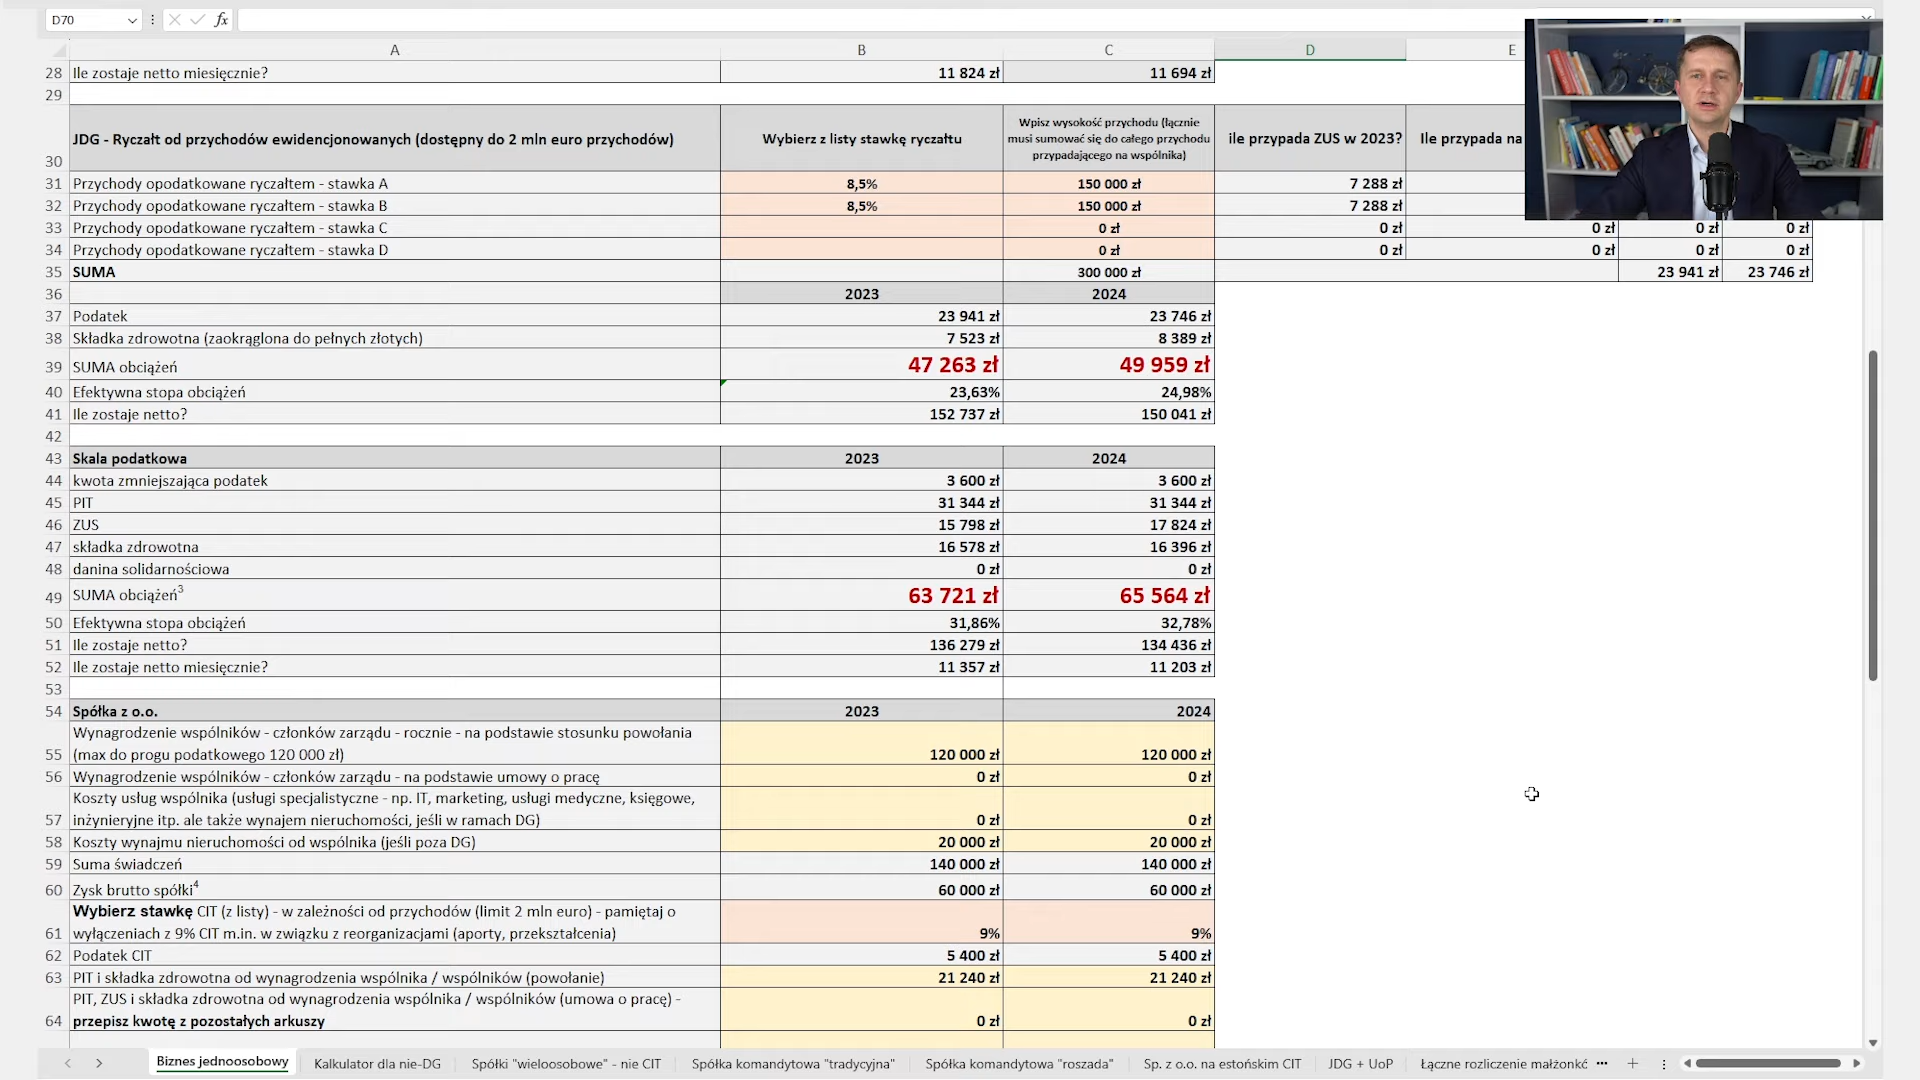 D70
fx
A B C D E
28 Ile zostaje netto miesięcznie? 11 824 zł 11 694 zł
29
30 JDG - Ryczałt od przychodów ewidencjonowanych (dostępny do 2 mln euro przychodów) Wybierz z listy stawkę ryczałtu Wpisz wysokość przychodu (łącznie musi sumować się do całego przychodu przypadającego na wspólnika) ile przypada ZUS w 2023? Ile przypada na
31 Przychody opodatkowane ryczałtem - stawka A 8,5% 150 000 zł 7 288 zł
32 Przychody opodatkowane ryczałtem - stawka B 8,5% 150 000 zł 7 288 zł
33 Przychody opodatkowane ryczałtem - stawka C 0 zł 0 zł 0 zł 0 zł 0 zł
34 Przychody opodatkowane ryczałtem - stawka D 0 zł 0 zł 0 zł 0 zł 0 zł
35 SUMA 300 000 zł 23 941 zł 23 746 zł
36 2023 2024
37 Podatek 23 941 zł 23 746 zł
38 Składka zdrowotna (zaokrąglona do pełnych złotych) 7 523 zł 8 389 zł
39 SUMA obciążeń 47 263 zł 49 959 zł
40 Efektywna stopa obciążeń 23,63% 24,98%
41 Ile zostaje netto? 152 737 zł 150 041 zł
42
43 Skala podatkowa 2023 2024
44 kwota zmniejszająca podatek 3 600 zł 3 600 zł
45 PIT 31 344 zł 31 344 zł
46 ZUS 15 798 zł 17 824 zł
47 składka zdrowotna 16 578 zł 16 396 zł
48 danina solidarnościowa 0 zł 0 zł
49 SUMA obciążeń³ 63 721 zł 65 564 zł
50 Efektywna stopa obciążeń 31,86% 32,78%
51 Ile zostaje netto? 136 279 zł 134 436 zł
52 Ile zostaje netto miesięcznie? 11 357 zł 11 203 zł
53
54 Spółka z o.o. 2023 2024
Wynagrodzenie wspólników - członków zarządu - rocznie - na podstawie stosunku powołania
55 (max do progu podatkowego 120 000 zł) 120 000 zł 120 000 zł
56 Wynagrodzenie wspólników - członków zarządu - na podstawie umowy o pracę 0 zł 0 zł
Koszty usług wspólnika (usługi specjalistyczne - np. IT, marketing, usługi medyczne, księgowe,
57 inżynieryjne itp. ale także wynajem nieruchomości, jeśli w ramach DG) 0 zł 0 zł
58 Koszty wynajmu nieruchomości od wspólnika (jeśli poza DG) 20 000 zł 20 000 zł
59 Suma świadczeń 140 000 zł 140 000 zł
60 Zysk brutto spółki⁴ 60 000 zł 60 000 zł
Wybierz stawkę CIT (z listy) - w zależności od przychodów (limit 2 mln euro) - pamiętaj o
61 wyłączeniach z 9% CIT m.in. w związku z reorganizacjami (aporty, przekształcenia) 9% 9%
62 Podatek CIT 5 400 zł 5 400 zł
63 PIT i składka zdrowotna od wynagrodzenia wspólnika / wspólników (powołanie) 21 240 zł 21 240 zł
PIT, ZUS i składka zdrowotna od wynagrodzenia wspólnika / wspólników (umowa o pracę) -
64 przepisz kwotę z pozostałych arkuszy 0 zł 0 zł
Biznes jednoosobowy Kalkulator dla nie-DG Spółki "wieloosobowe" - nie CIT Spółka komandytowa "tradycyjna" Spółka komandytowa "roszada" Sp. z o.o. na estońskim CIT JDG + UoP Łączne rozliczenie małżonkć ...